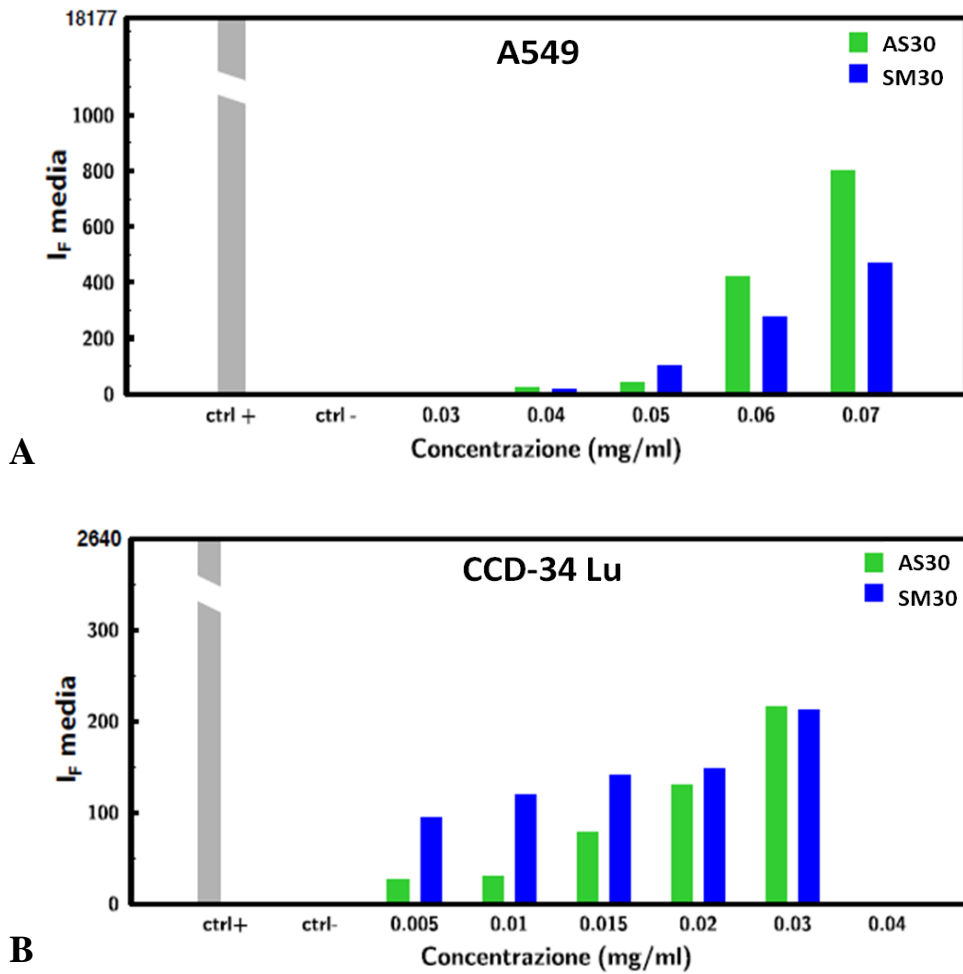 18177
A549
AS30
SM30
1000
800
600
400
200
0
I_F media
ctrl + ctrl - 0.03 0.04 0.05 0.06 0.07
Concentrazione (mg/ml)
A
2640
CCD-34 Lu
AS30
SM30
300
200
100
0
I_F media
ctrl+ ctrl- 0.005 0.01 0.015 0.02 0.03 0.04
Concentrazione (mg/ml)
B